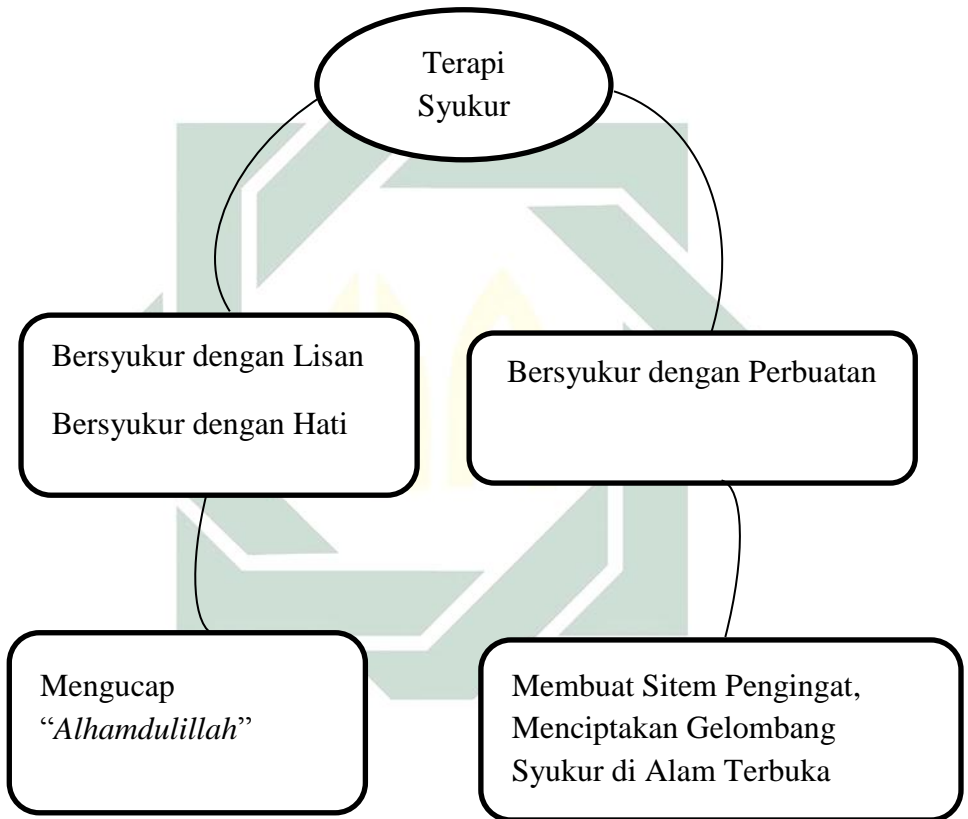 Terapi
Syukur
Bersyukur dengan Lisan
Bersyukur dengan Hati
Bersyukur dengan Perbuatan
Mengucap
“Alhamdulillah”
Membuat Sitem Pengingat,
Menciptakan Gelombang
Syukur di Alam Terbuka